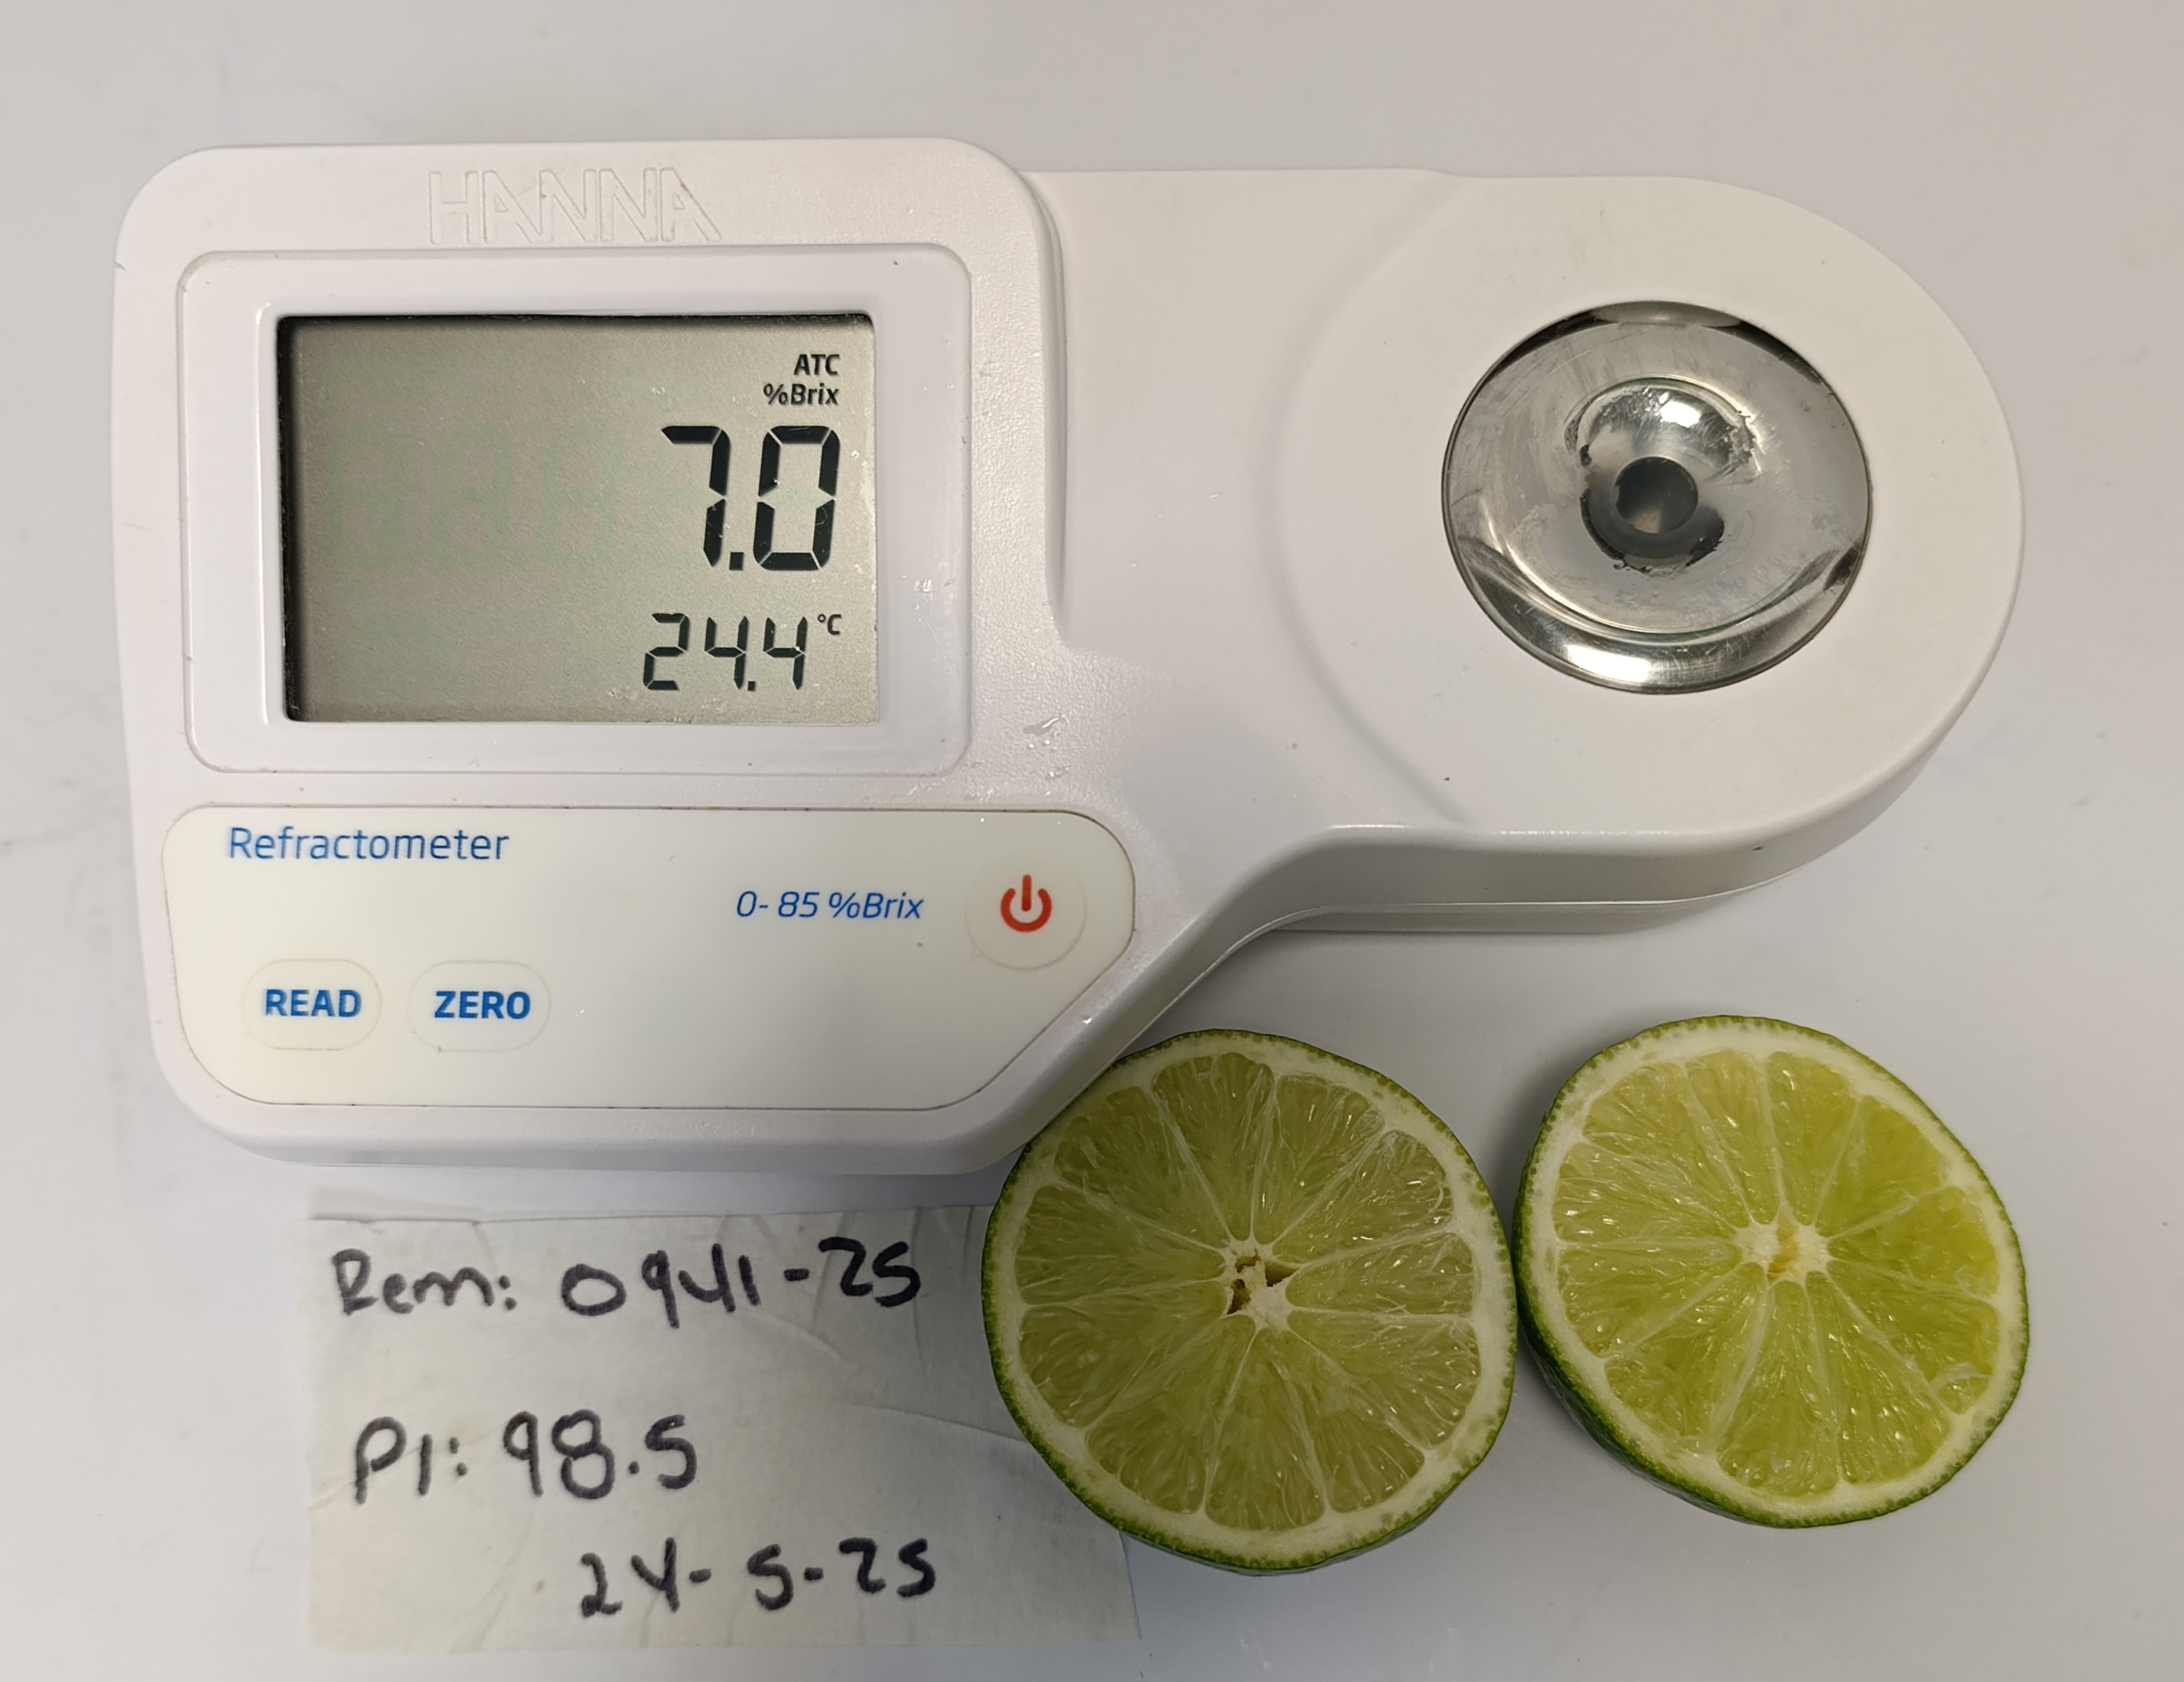 HANNA
ATC
%Brix
7.0
24.4 °C
Refractometer
0- 85 %Brix
READ ZERO
Rem: 0941-25
P1: 98.5
24-5-25